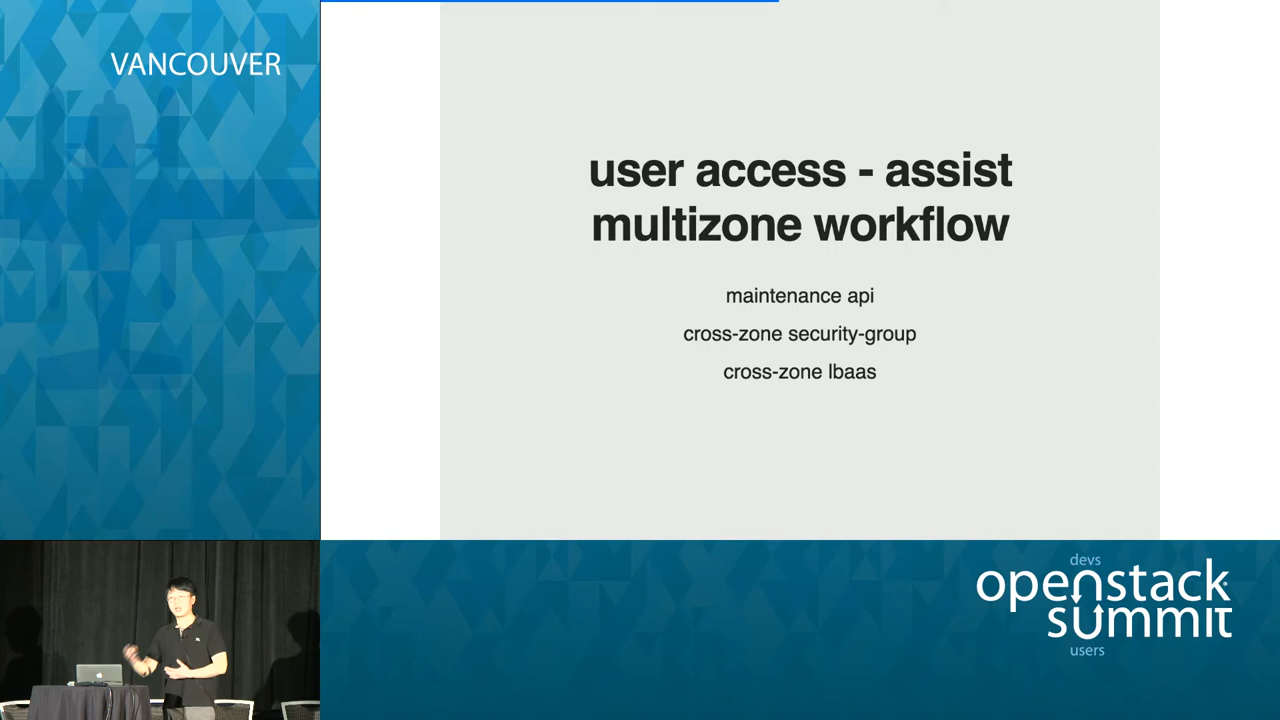 VANCOUVER
user access - assist
multizone workflow
maintenance api
cross-zone security-group
cross-zone lbaas
devs
openstack
summit
users